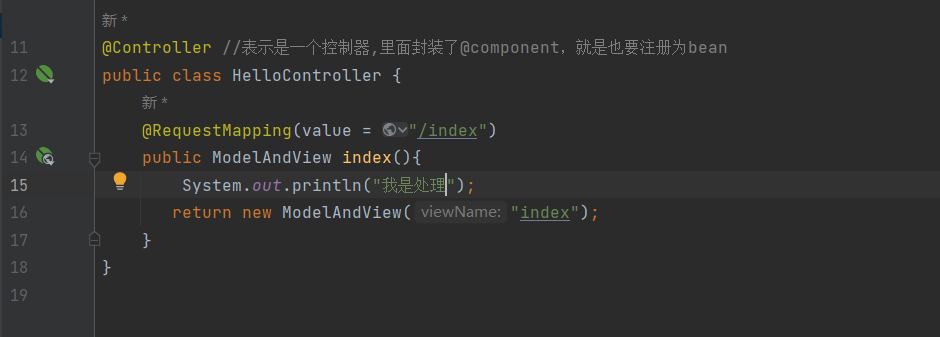 新 *
11 @Controller //表示是一个控制器,里面封装了@component，就是也要注册为bean
12 public class HelloController {
新 *
13 @RequestMapping(value = "/index")
14 public ModelAndView index(){
15 System.out.println("我是处理");
16 return new ModelAndView( viewName: "index");
17 }
18 }
19